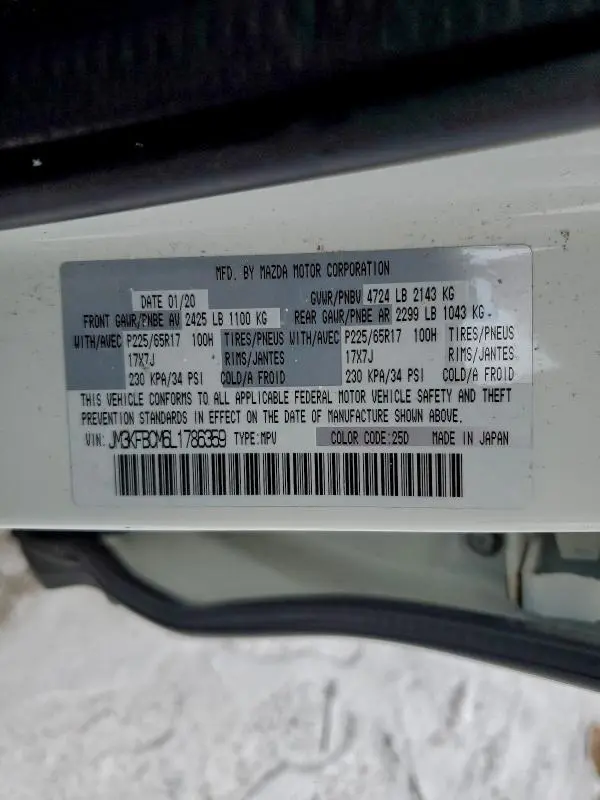 MFD. BY MAZDA MOTOR CORPORATION
DATE 01/20 GVWR/PNBV 4724 LB 2143 KG
FRONT GAWR/PNBE AV 2425 LB 1100 KG REAR GAWR/PNBE AR 2299 LB 1043 KG
WITH/AVEC P225/65R17 100H TIRES/PNEUS WITH/AVEC P225/65R17 100H TIRES/PNEUS
17X7J RIMS/JANTES 17X7J RIMS/JANTES
230 KPA/34 PSI COLD/A FROID 230 KPA/34 PSI COLD/A FROID
THIS VEHICLE CONFORMS TO ALL APPLICABLE FEDERAL MOTOR VEHICLE SAFETY AND THEFT
PREVENTION STANDARDS IN EFFECT ON THE DATE OF MANUFACTURE SHOWN ABOVE.
VIN: JM3KFBCM6L1786359 TYPE:MPV COLOR CODE:25D MADE IN JAPAN